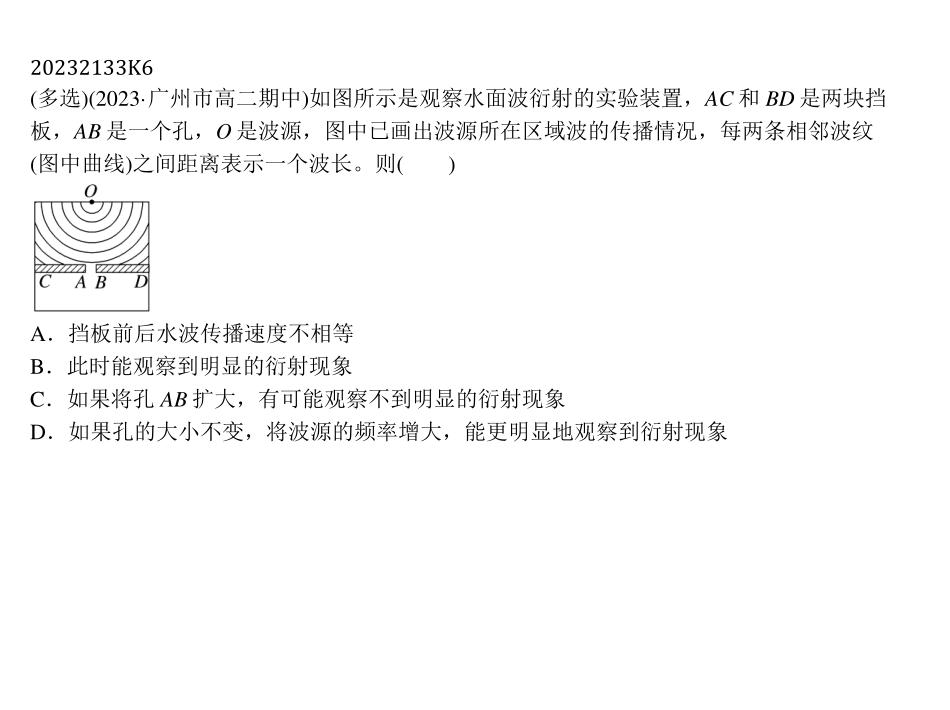 20232133K6
(多选)(2023·广州市高二期中)如图所示是观察水面波衍射的实验装置，AC 和 BD 是两块挡
板，AB 是一个孔，O 是波源，图中已画出波源所在区域波的传播情况，每两条相邻波纹
(图中曲线)之间距离表示一个波长。则(　　)
O
C A B D
A．挡板前后水波传播速度不相等
B．此时能观察到明显的衍射现象
C．如果将孔 AB 扩大，有可能观察不到明显的衍射现象
D．如果孔的大小不变，将波源的频率增大，能更明显地观察到衍射现象